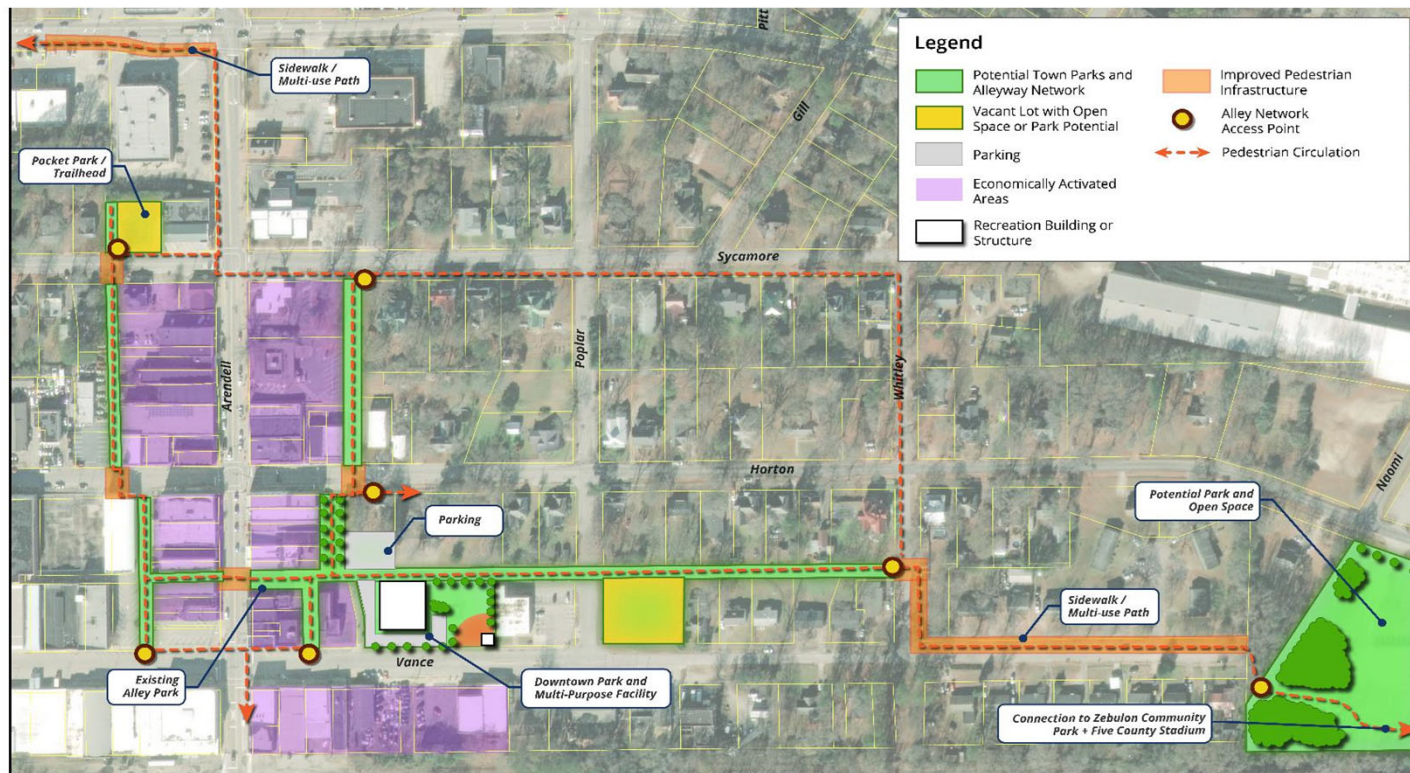 Legend
Potential Town Parks and
Alleyway Network
Vacant Lot with Open
Space or Park Potential
Parking
Economically Activated
Areas
Recreation Building or
Structure
Improved Pedestrian
Infrastructure
Alley Network
Access Point
Pedestrian Circulation
Pitt
Gill
Sidewalk /
Multi-use Path
Pocket Park /
Trailhead
Sycamore
Arendell
Poplar
Whitley
Horton
Naomi
Parking
Potential Park and
Open Space
Sidewalk /
Multi-use Path
Vance
Existing
Alley Park
Downtown Park and
Multi-Purpose Facility
Connection to Zebulon Community
Park + Five County Stadium